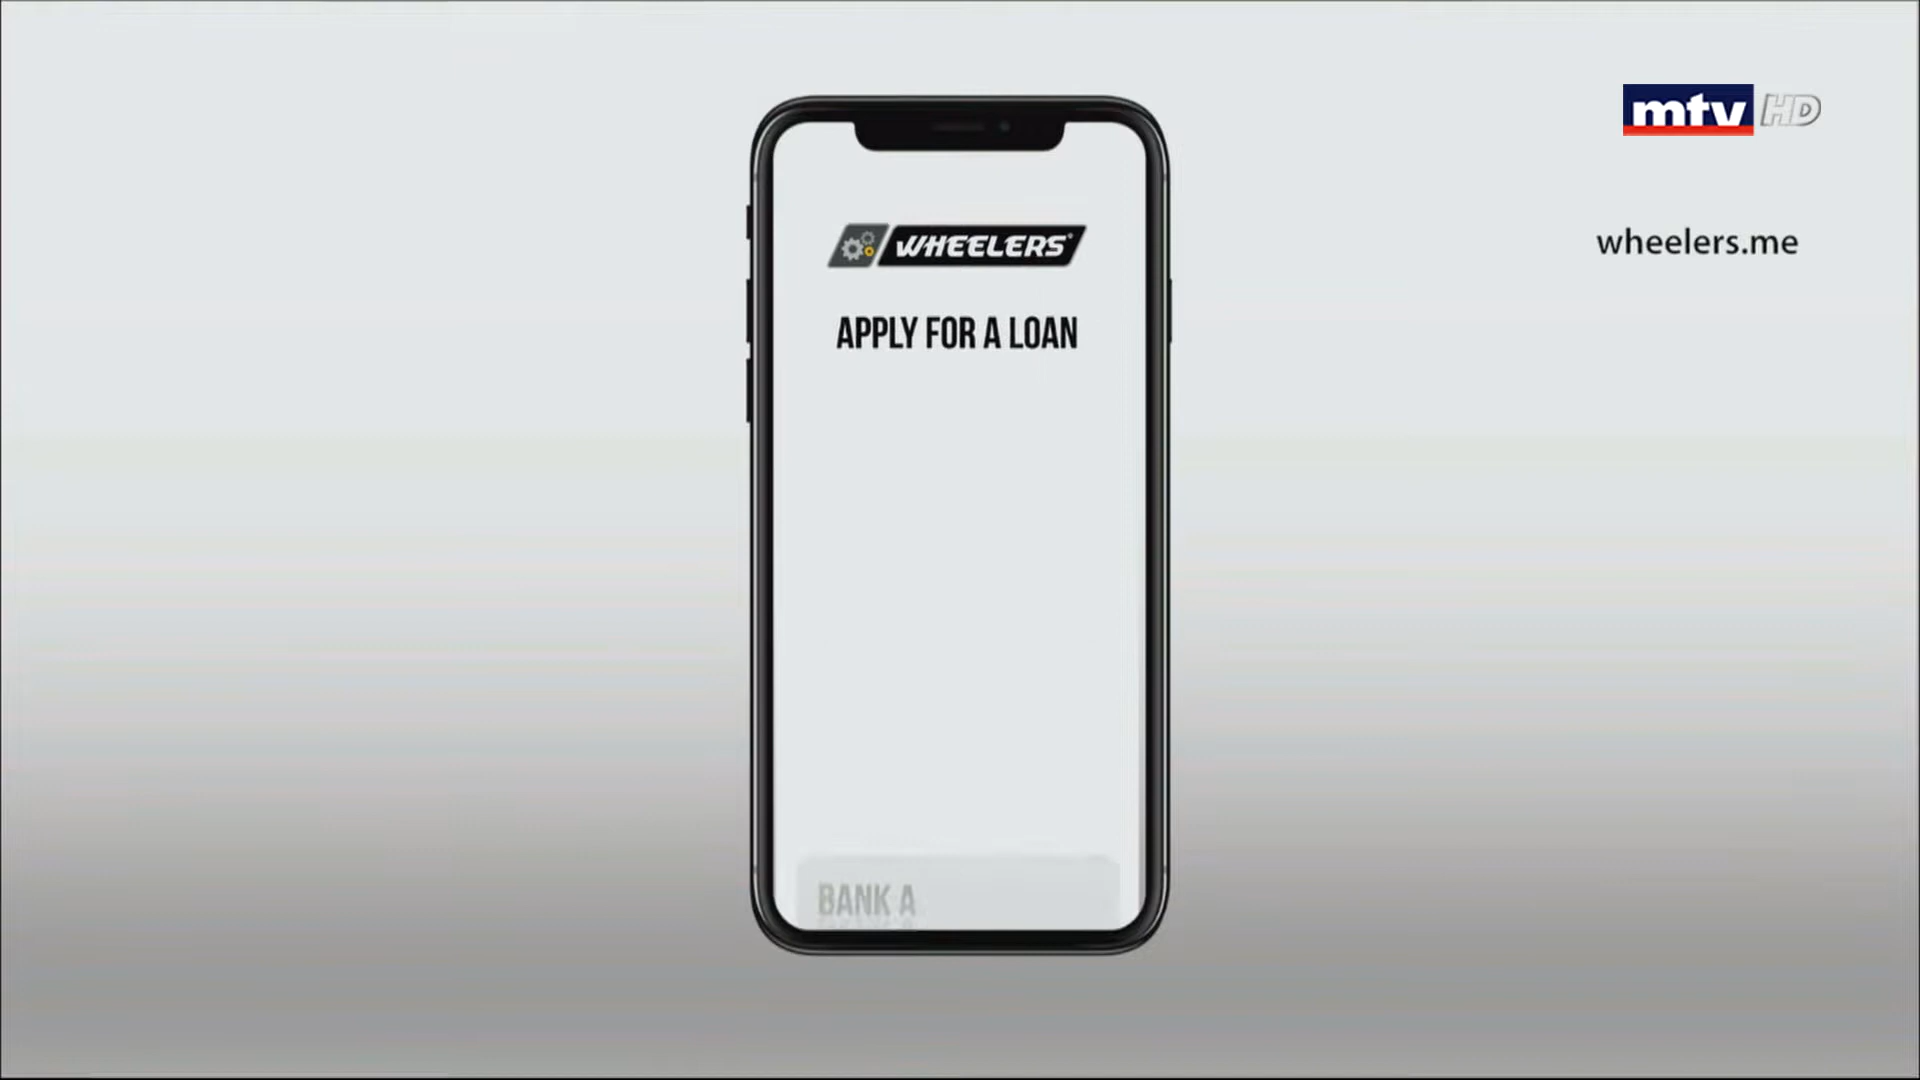 mtv HD
wheelers.me
WHEELERS®
APPLY FOR A LOAN
BANK A